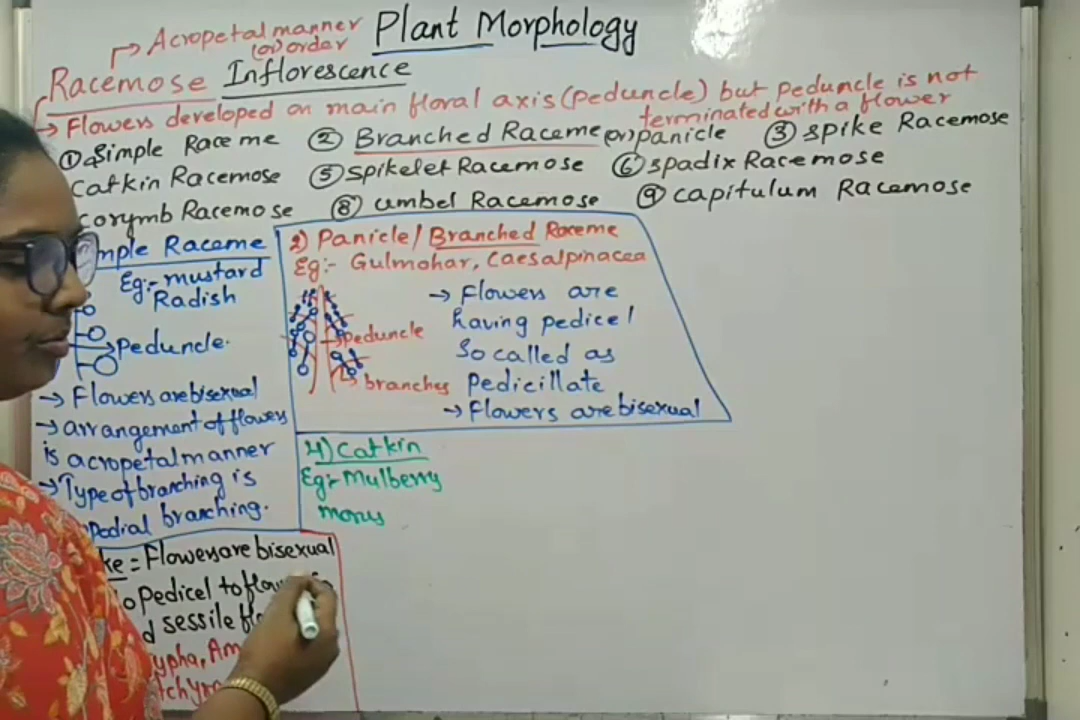 Plant Morphology
Acropetal manner
(or) order
Racemose Inflorescence
→ Flowers developed on main floral axis (Peduncle) but peduncle is not
terminated with a flower
① Simple Raceme ② Branched Raceme (or) panicle ③ Spike Racemose
Catkin Racemose ⑤ Spikelet Racemose ⑥ Spadix Racemose
corymb Racemose ⑧ umbel Racemose ⑨ capitulum Racemose
Raceme
Eg:- mustard
Radish
Peduncle.
→ Flowers are bisexual
→ arrangement of flowers
is acropetal manner
→ Type of branching is
branching.
2) Panicle / Branched Raceme
Eg:- Gulmohar, Caesalpinacea
peduncle
branches
→ Flowers are
having pedicel
So called as
Pedicillate
→ Flowers are bisexual
4) Catkin
Eg:- Mulberry
morus
= Flowers are bisexual
Pedicel to
sessile